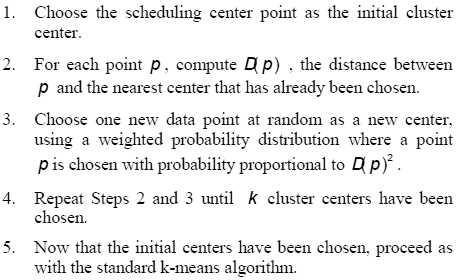 1. Choose the scheduling center point as the initial cluster
center.
2. For each point p, compute D(p) , the distance between
p and the nearest center that has already been chosen.
3. Choose one new data point at random as a new center,
using a weighted probability distribution where a point
p is chosen with probability proportional to D(p)².
4. Repeat Steps 2 and 3 until k cluster centers have been
chosen.
5. Now that the initial centers have been chosen, proceed as
with the standard k-means algorithm.